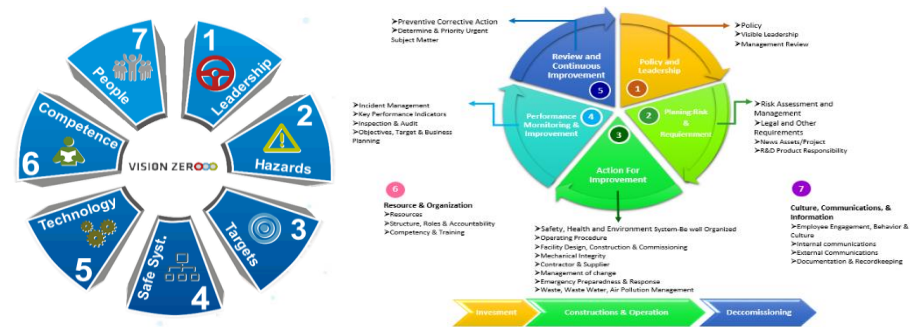 1
Leadership
2
Hazards
3
Targets
4
Safe Syst.
5
Technology
6
Competence
7
People
VISION ZERO
➤Preventive Corrective Action
➤Determine & Priority Urgent
Subject Matter
➤Policy
➤Visible Leadership
➤Management Review
Review and
Continuous
Improvement
5
Policy and
Leadership
1
➤Incident Management
➤Key Performance Indicators
➤Inspection & Audit
➤Objectives, Target & Business
Planning
Performance
Mornitoring &
Improvement
4
2
Planing Risk
&
Requirement
➤Risk Assessment and
Management
➤Legal and Other
Requirements
➤News Assets/Project
➤R&D Product Responsibility
3
Action For
Improvement
6
Resource & Organization
➤Resources
➤Structure, Roles & Accountability
➤Competency & Training
7
Culture, Communications, &
Information
➤Employee Engagement, Behavior &
Culture
➤Internal communications
➤External Communications
➤Documentation & Recordkeeping
➤Safety, Health and Environment System-Be well Organized
➤Operating Procedure
➤Facility Design, Construction & Commissioning
➤Mechanical Integrity
➤Contractor & Supplier
➤Management of change
➤Emergency Preparedness & Response
➤Waste, Waste Water, Air Pollution Management
Invesment
Constructions & Operation
Deccomissioning